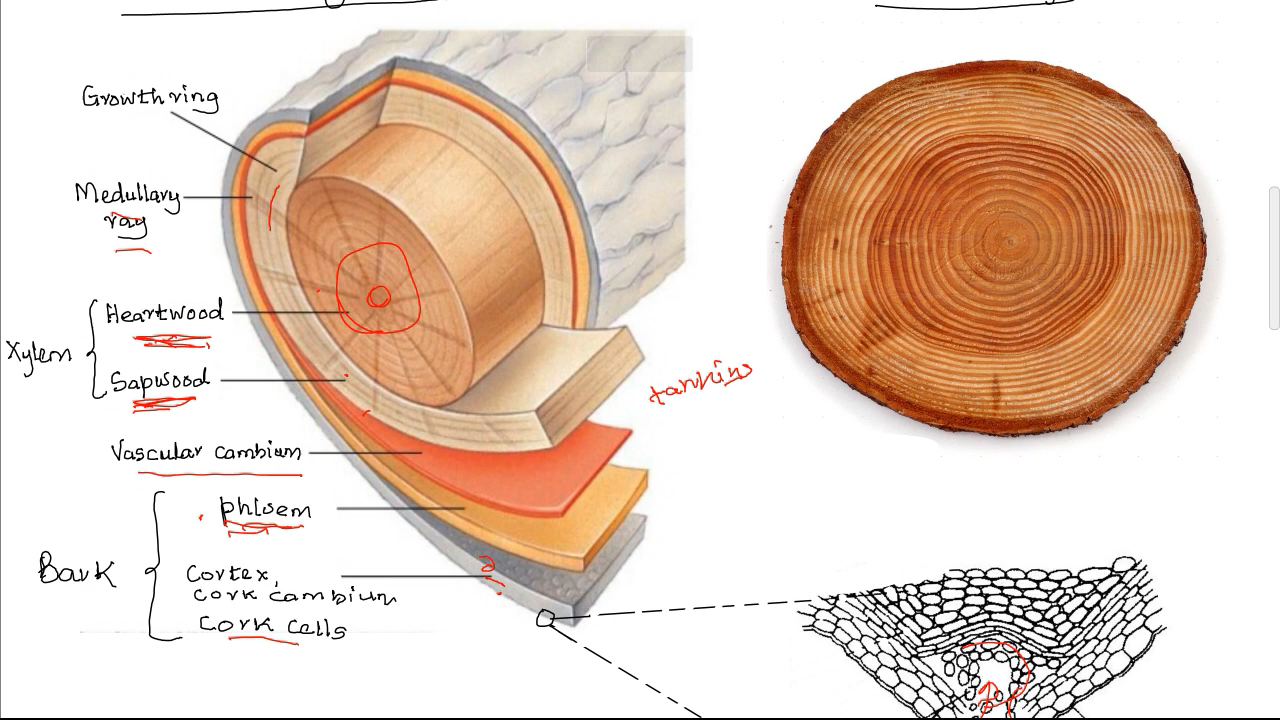 Growth ring
Medullary
ray
Heartwood
Xylem
Sapwood
tannins
Vascular cambium
phloem
Bark
Cortex,
cork cambium
Cork cells